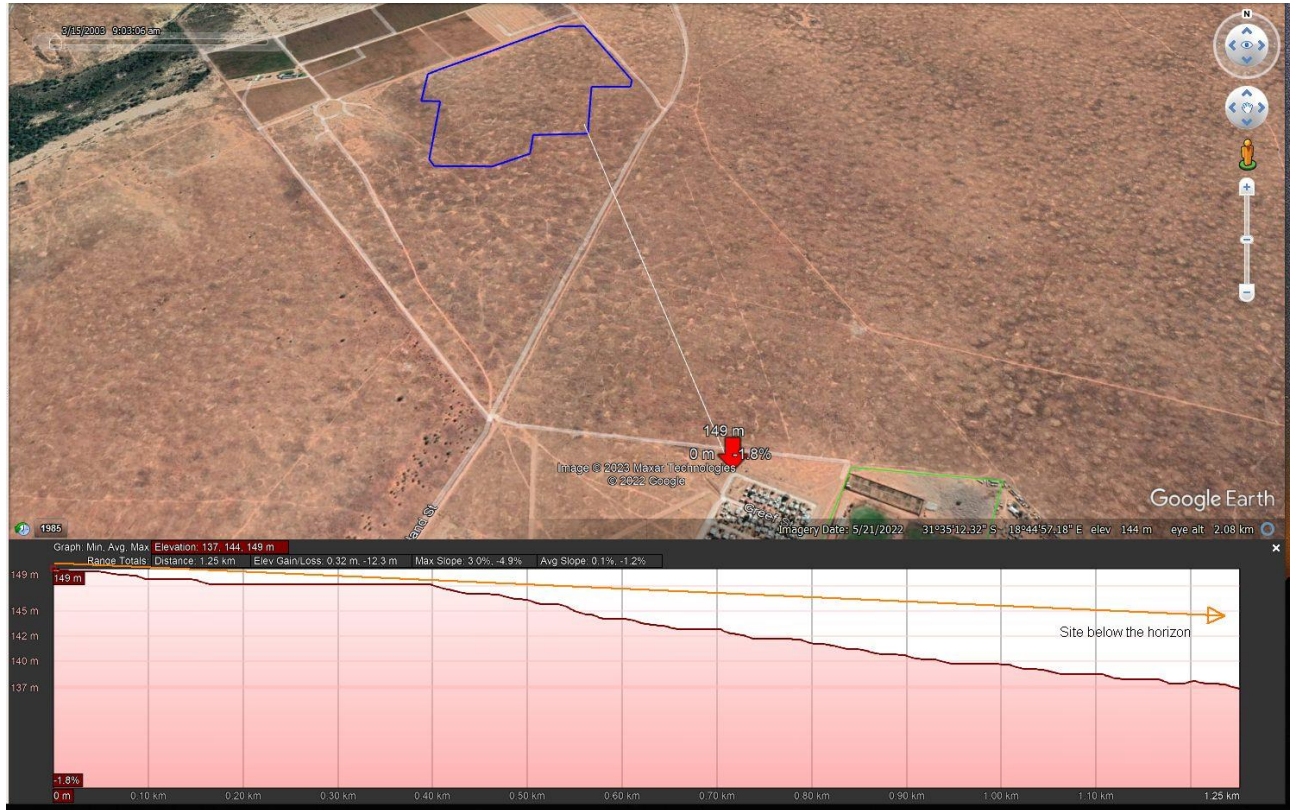 3/15/2003 9:03:06 am
N
149 m
0 m -1.8%
Image © 2023 Maxar Technologies
© 2022 Google
Greef
and St
Google Earth
1985
Imagery Date: 5/21/2022 31°35'12.32" S 18°44'57.18" E elev 144 m eye alt 2.08 km
Graph: Min, Avg, Max Elevation: 137, 144, 149 m
Range Totals: Distance: 1.25 km Elev Gain/Loss: 0.32 m, -12.3 m Max Slope: 3.0%, -4.9% Avg Slope: 0.1%, -1.2%
149 m
149 m
145 m
142 m
140 m
137 m
Site below the horizon
-1.8%
0 m 0.10 km 0.20 km 0.30 km 0.40 km 0.50 km 0.60 km 0.70 km 0.80 km 0.90 km 1.00 km 1.10 km 1.25 km